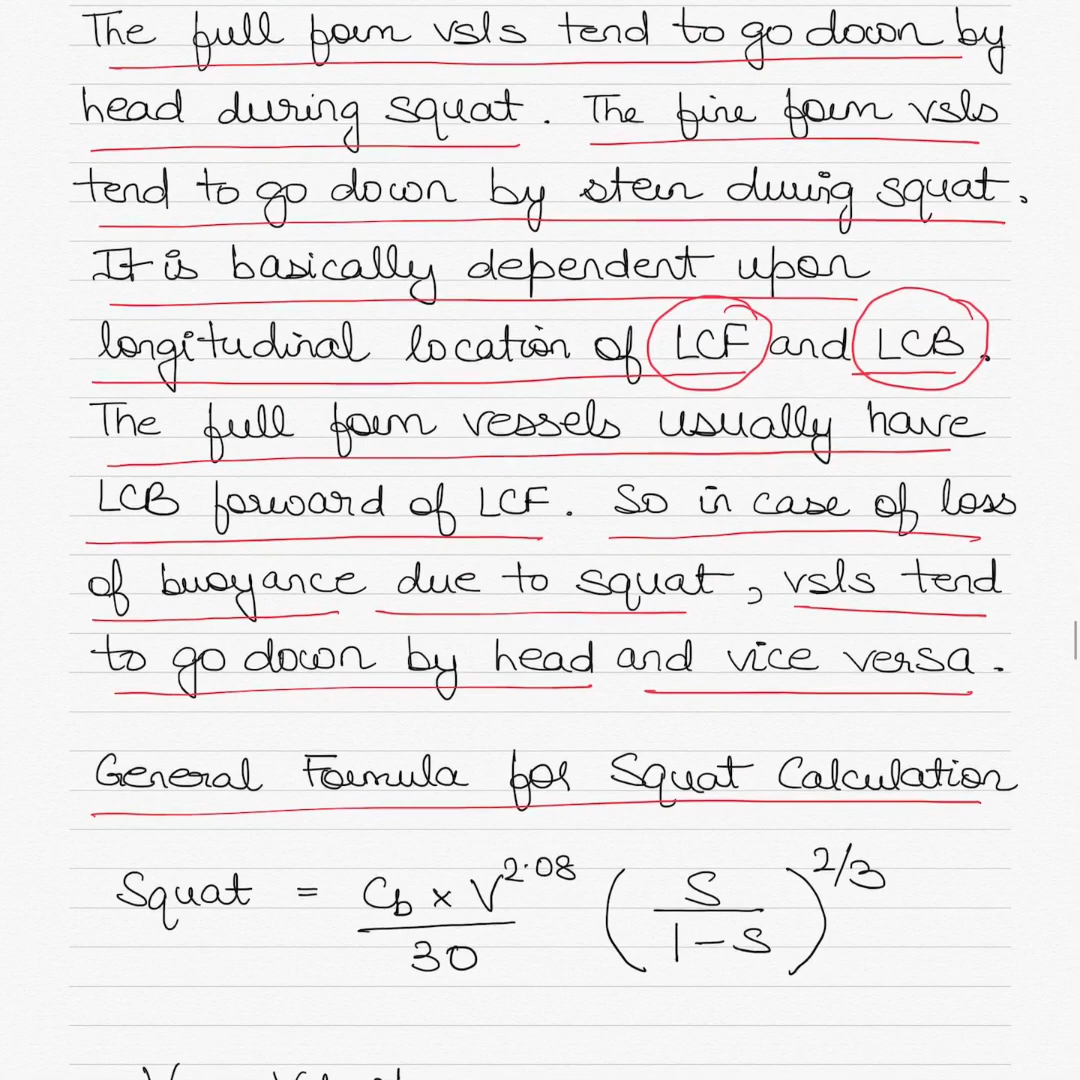 The full form vsls tend to go down by
head during squat. The fine form vsls
tend to go down by stern during squat.
It is basically dependent upon
longitudinal location of LCF and LCB.
The full form vessels usually have
LCB forward of LCF. So in case of loss
of buoyance due to squat, vsls tend
to go down by head and vice versa.
General Formula for Squat Calculation
Squat = Cb x V^2.08 / 30 (S / 1-S)^2/3